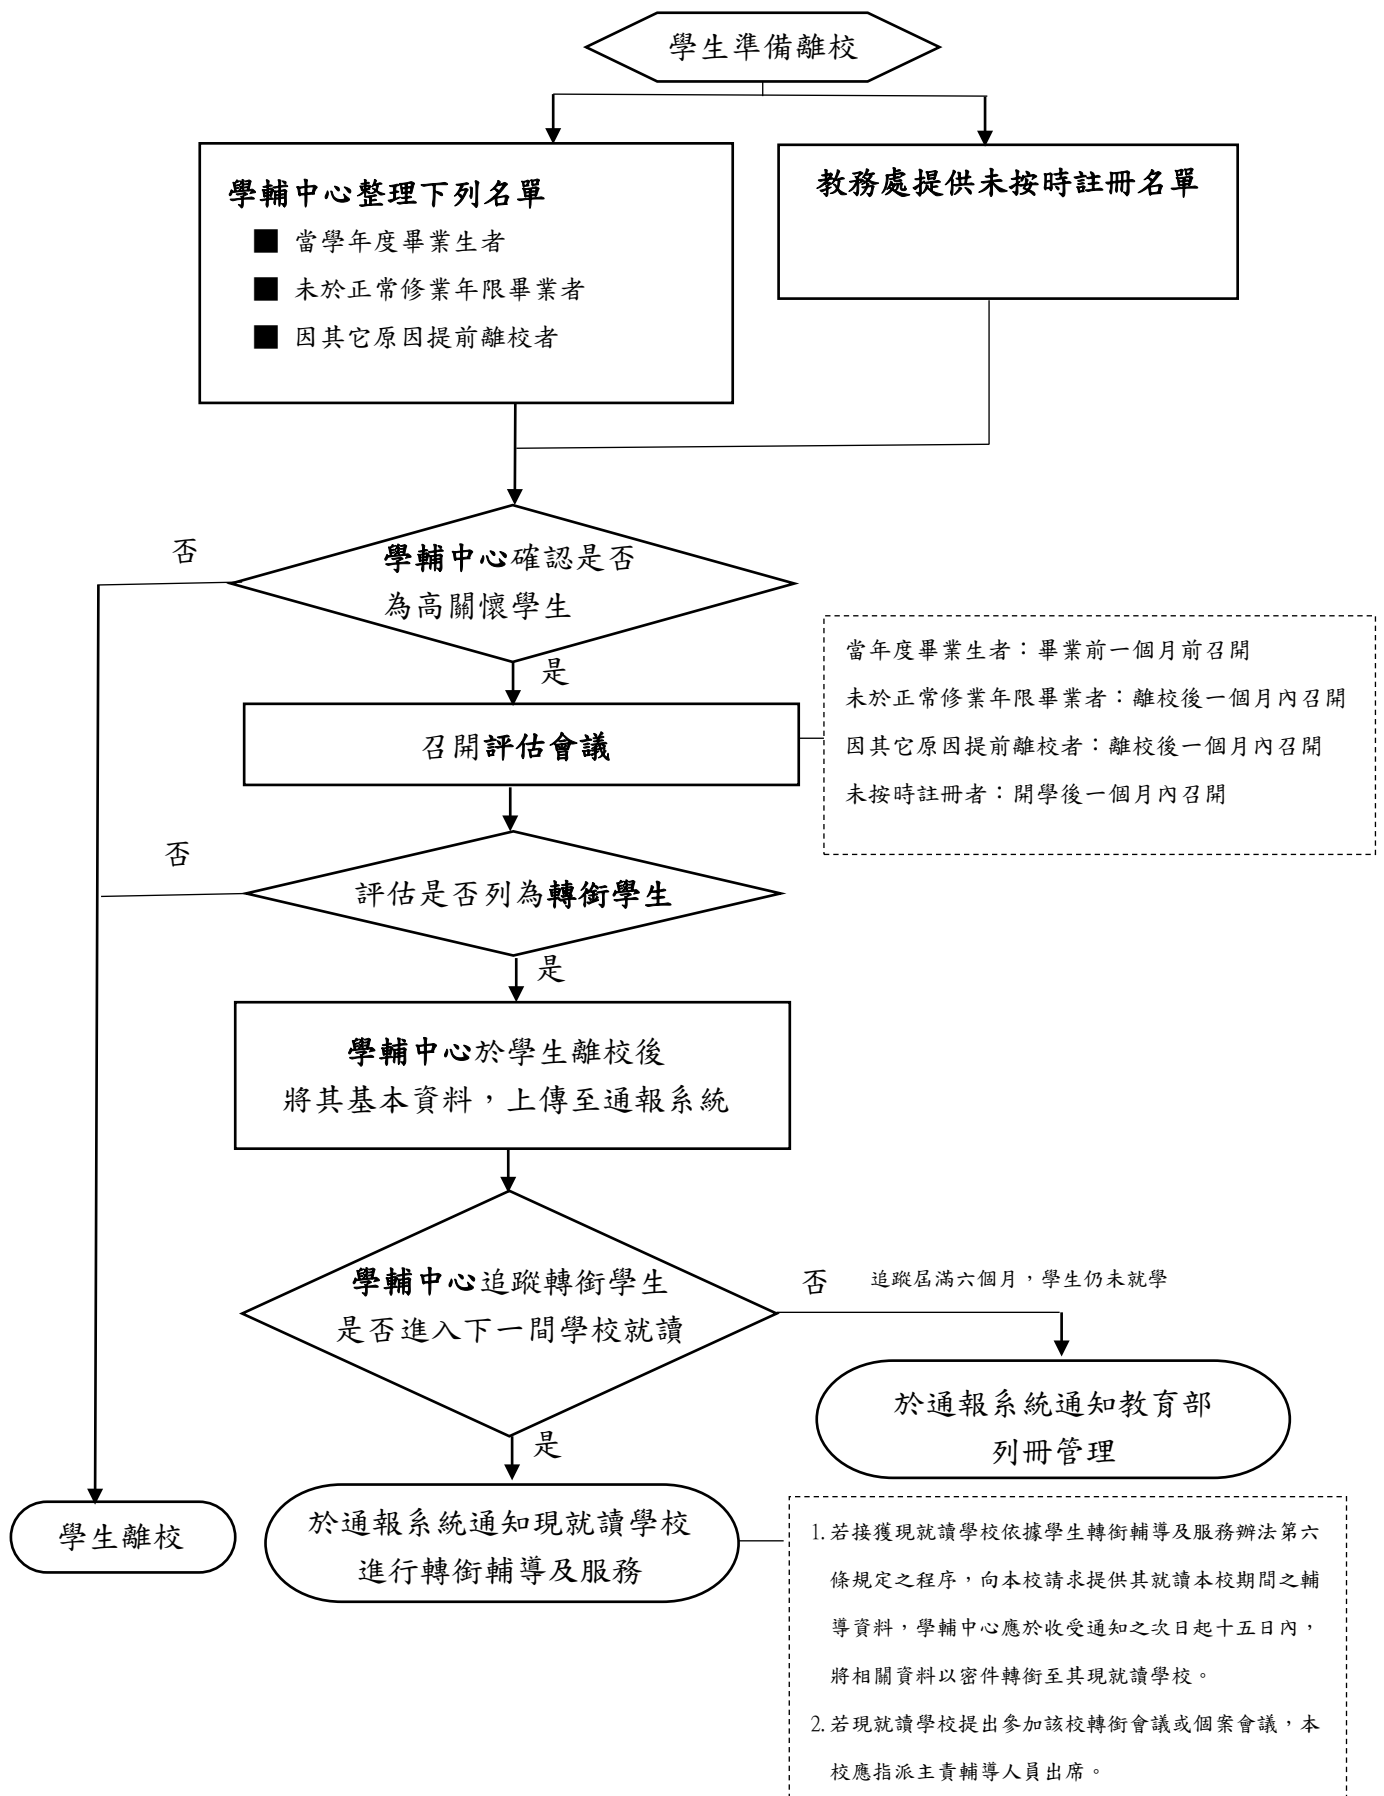 學生準備離校
學輔中心整理下列名單
■ 當學年度畢業生者
■ 未於正常修業年限畢業者
■ 因其它原因提前離校者
教務處提供未按時註冊名單
學輔中心確認是否
為高關懷學生
否
是
召開評估會議
當年度畢業生者：畢業前一個月前召開
未於正常修業年限畢業者：離校後一個月內召開
因其它原因提前離校者：離校後一個月內召開
未按時註冊者：開學後一個月內召開
評估是否列為轉銜學生
否
是
學輔中心於學生離校後
將其基本資料，上傳至通報系統
學輔中心追蹤轉銜學生
是否進入下一間學校就讀
否
追蹤屆滿六個月，學生仍未就學
於通報系統通知教育部
列冊管理
是
學生離校
於通報系統通知現就讀學校
進行轉銜輔導及服務
1. 若接獲現就讀學校依據學生轉銜輔導及服務辦法第六
條規定之程序，向本校請求提供其就讀本校期間之輔
導資料，學輔中心應於收受通知之次日起十五日內，
將相關資料以密件轉銜至其現就讀學校。
2. 若現就讀學校提出參加該校轉銜會議或個案會議，本
校應指派主責輔導人員出席。